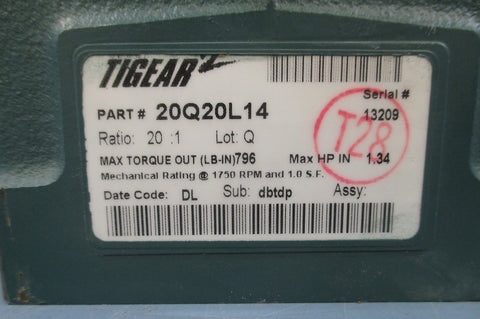 TIGEAR
Serial #
PART # 20Q20L14 13209
Ratio: 20 :1 Lot: Q
T28
MAX TORQUE OUT (LB-IN)796 Max HP IN 1.34
Mechanical Rating @ 1750 RPM and 1.0 S.F.
Date Code: DL Sub: dbtdp Assy: